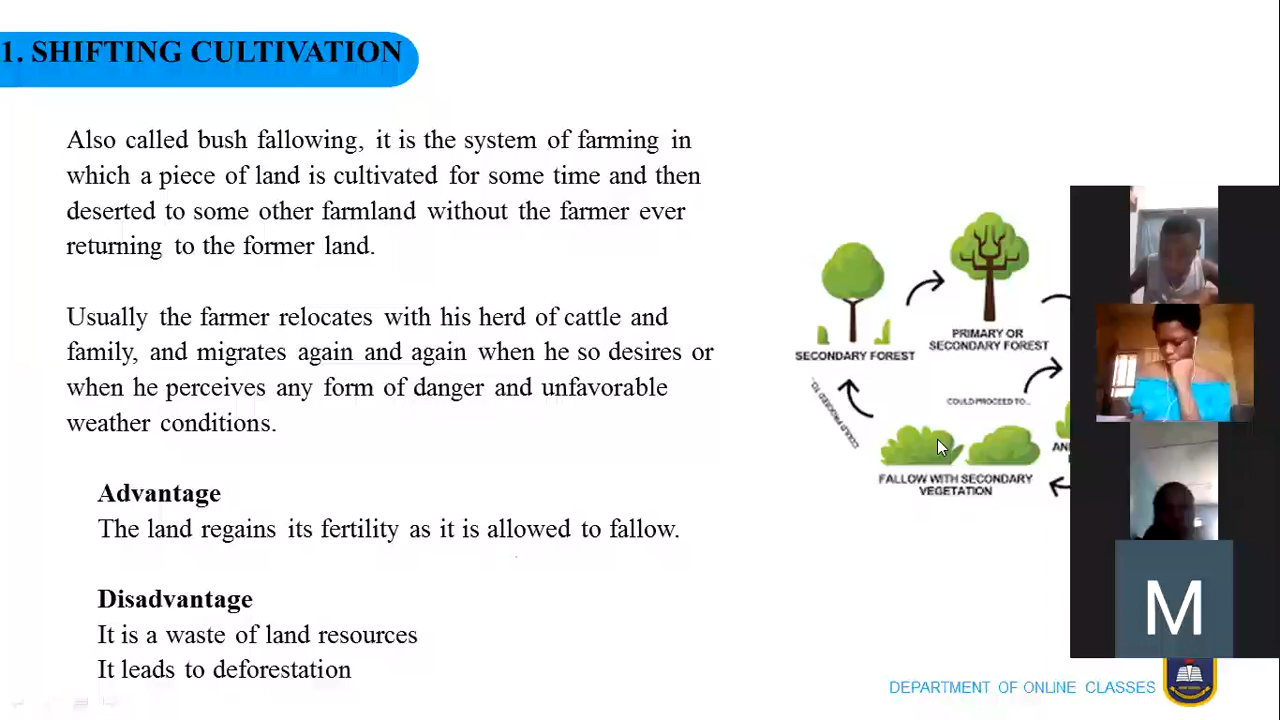 1. SHIFTING CULTIVATION
Also called bush fallowing, it is the system of farming in
which a piece of land is cultivated for some time and then
deserted to some other farmland without the farmer ever
returning to the former land.
Usually the farmer relocates with his herd of cattle and
family, and migrates again and again when he so desires or
when he perceives any form of danger and unfavorable
weather conditions.
Advantage
The land regains its fertility as it is allowed to fallow.
Disadvantage
It is a waste of land resources
It leads to deforestation
SECONDARY FOREST
PRIMARY OR
SECONDARY FOREST
COULD PROCEED TO...
COULD PROCEED TO...
FALLOW WITH SECONDARY
VEGETATION
M
DEPARTMENT OF ONLINE CLASSES